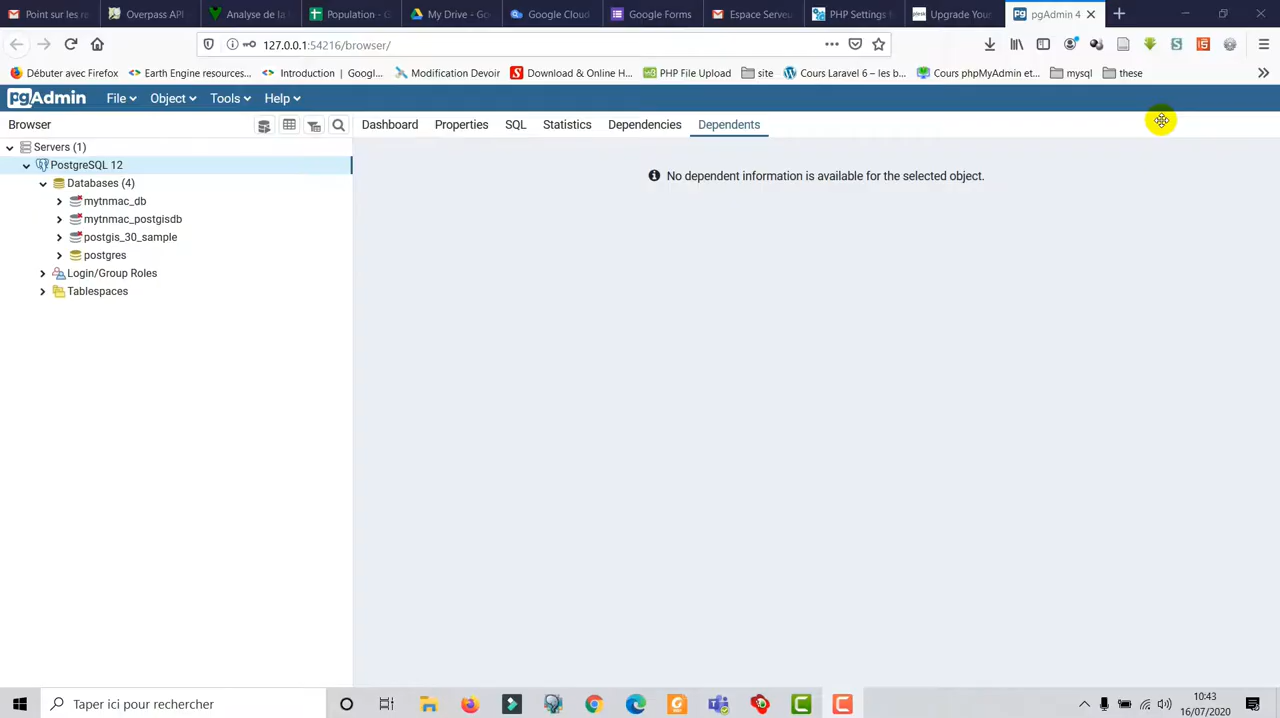 Point sur les re
Overpass API
Analyse de la
Population - G
My Drive - Go
Google Cloud
Google Forms
Espace Serveu
PHP Settings f
Upgrade Your
pgAdmin 4
127.0.0.1:54216/browser/
Débuter avec Firefox
Earth Engine resources...
Introduction | Googl...
Modification Devoir
Download & Online H...
PHP File Upload
site
Cours Laravel 6 – les b...
Cours phpMyAdmin et...
mysql
these
pgAdmin
File
Object
Tools
Help
Browser
Dashboard
Properties
SQL
Statistics
Dependencies
Dependents
Servers (1)
PostgreSQL 12
Databases (4)
mytnmac_db
mytnmac_postgisdb
postgis_30_sample
postgres
Login/Group Roles
Tablespaces
No dependent information is available for the selected object.
Taper ici pour rechercher
10:43
16/07/2020